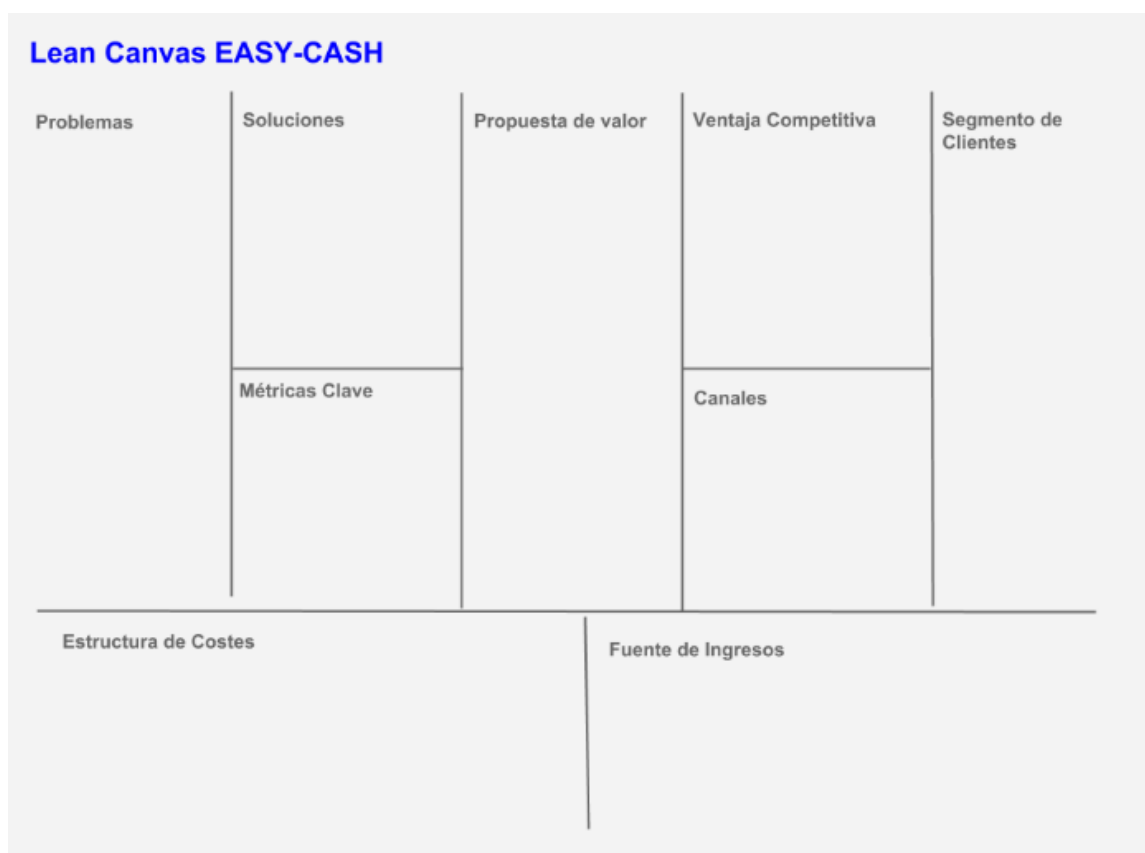 Lean Canvas EASY-CASH
Problemas
Soluciones
Propuesta de valor
Ventaja Competitiva
Segmento de
Clientes
Métricas Clave
Canales
Estructura de Costes
Fuente de Ingresos